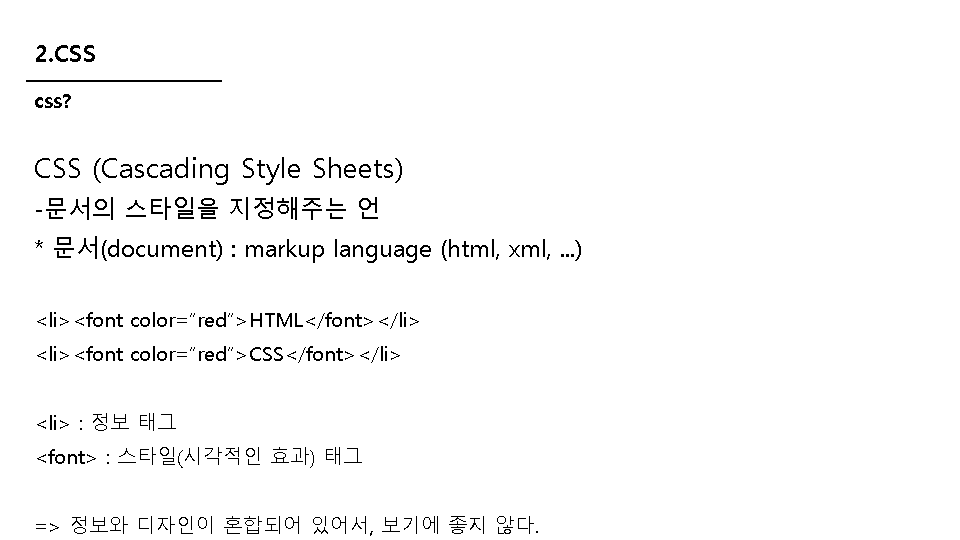 2.CSS
css?
CSS (Cascading Style Sheets)
-문서의 스타일을 지정해주는 언
* 문서(document) : markup language (html, xml, ...)
<li><font color=”red”>HTML</font></li>
<li><font color=”red”>CSS</font></li>
<li> : 정보 태그
<font> : 스타일(시각적인 효과) 태그
=> 정보와 디자인이 혼합되어 있어서, 보기에 좋지 않다.